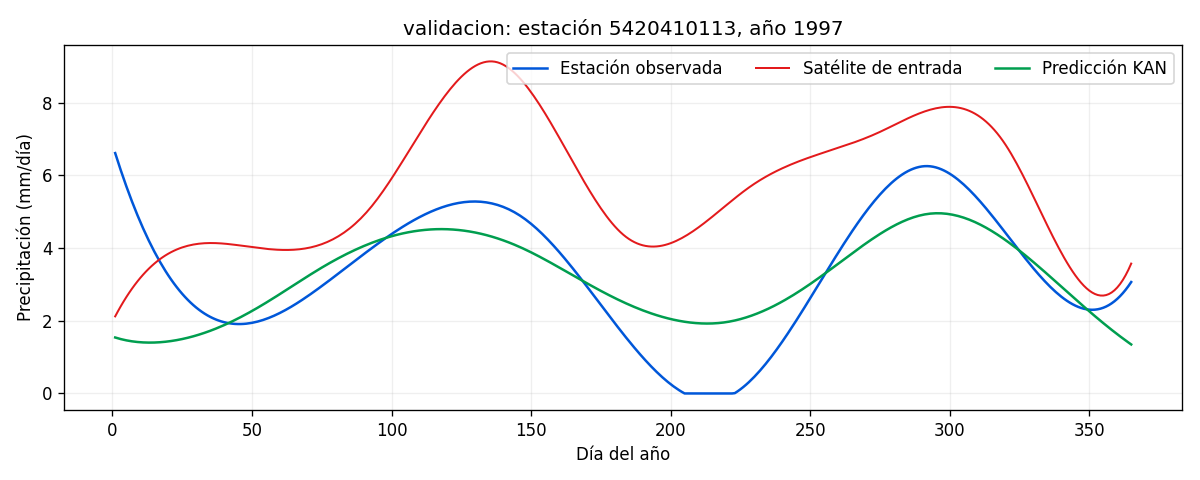 validacion: estación 5420410113, año 1997
Estación observada
Satélite de entrada
Predicción KAN
Precipitación (mm/día)
8
6
4
2
0
0 50 100 150 200 250 300 350
Día del año